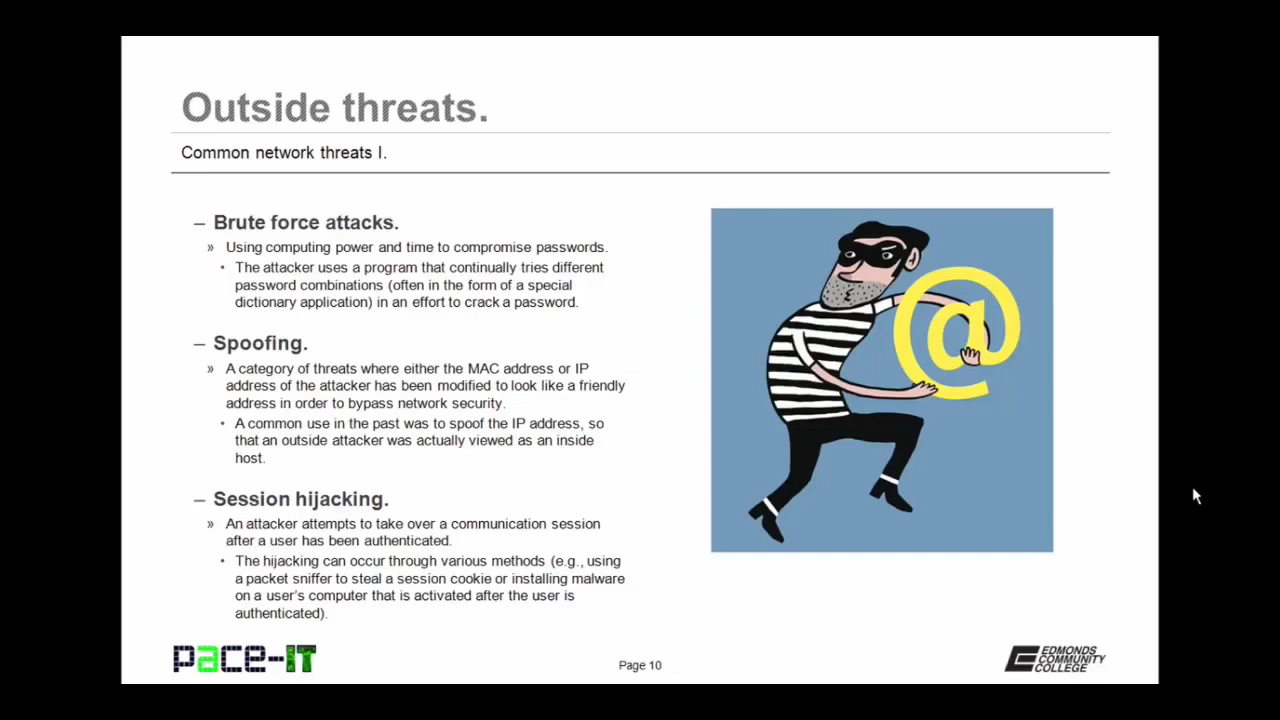 Outside threats.
Common network threats I.
– Brute force attacks.
» Using computing power and time to compromise passwords.
• The attacker uses a program that continually tries different
password combinations (often in the form of a special
dictionary application) in an effort to crack a password.
– Spoofing.
» A category of threats where either the MAC address or IP
address of the attacker has been modified to look like a friendly
address in order to bypass network security.
• A common use in the past was to spoof the IP address, so
that an outside attacker was actually viewed as an inside
host.
– Session hijacking.
» An attacker attempts to take over a communication session
after a user has been authenticated.
• The hijacking can occur through various methods (e.g., using
a packet sniffer to steal a session cookie or installing malware
on a user's computer that is activated after the user is
authenticated).
@
pace-IT
Page 10
EDMONDS
COMMUNITY
COLLEGE